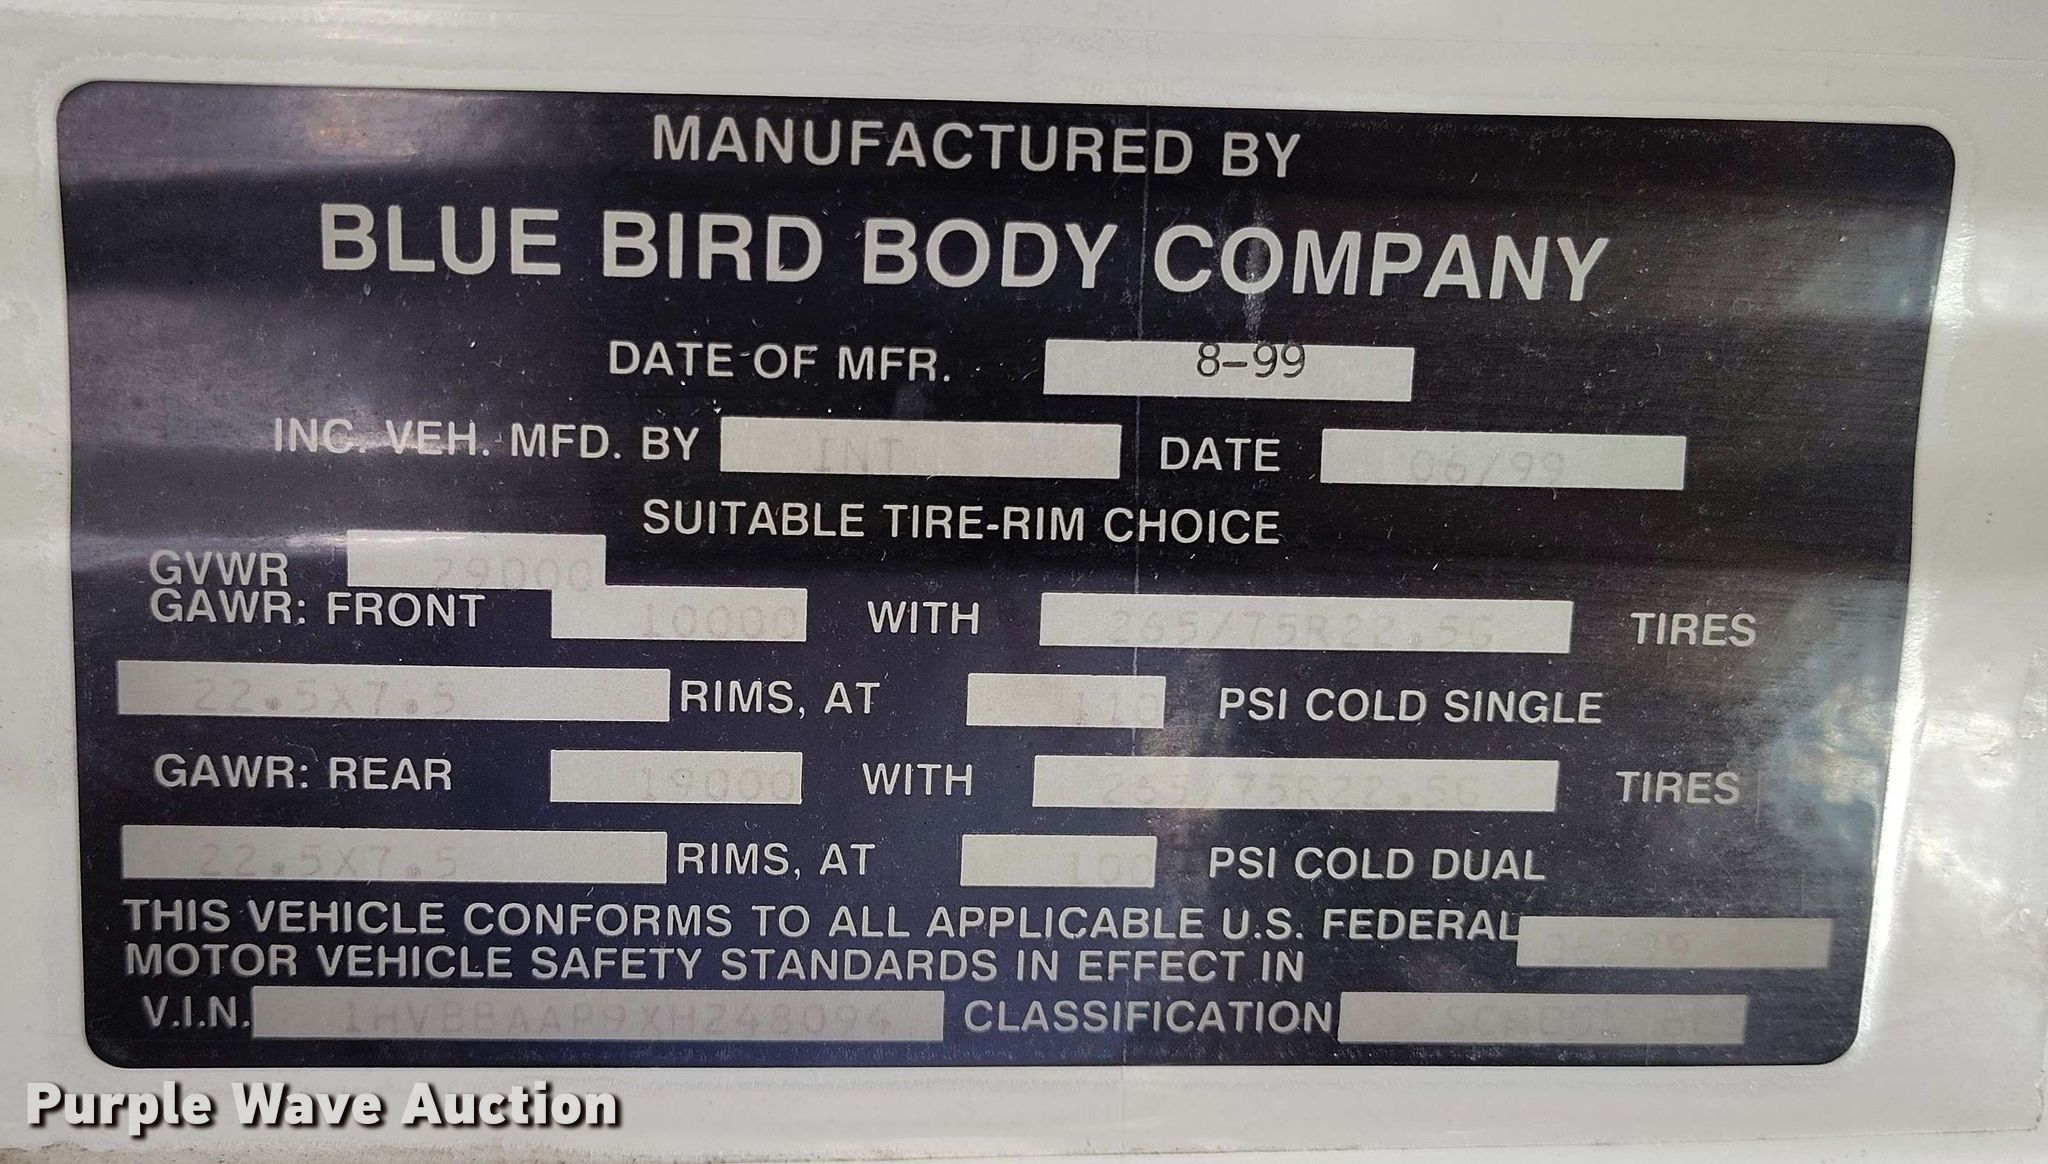 MANUFACTURED BY
BLUE BIRD BODY COMPANY
DATE OF MFR. 8-99
INC. VEH. MFD. BY INT DATE 06/99
SUITABLE TIRE-RIM CHOICE
GVWR 29000
GAWR: FRONT 10000 WITH 265/75R22.5G TIRES
22.5X7.5 RIMS, AT 110 PSI COLD SINGLE
GAWR: REAR 19000 WITH 265/75R22.5G TIRES
22.5X7.5 RIMS, AT 100 PSI COLD DUAL
THIS VEHICLE CONFORMS TO ALL APPLICABLE U.S. FEDERAL
MOTOR VEHICLE SAFETY STANDARDS IN EFFECT IN
V.I.N. 1HVBBAAP9XH248094 CLASSIFICATION
Purple Wave Auction